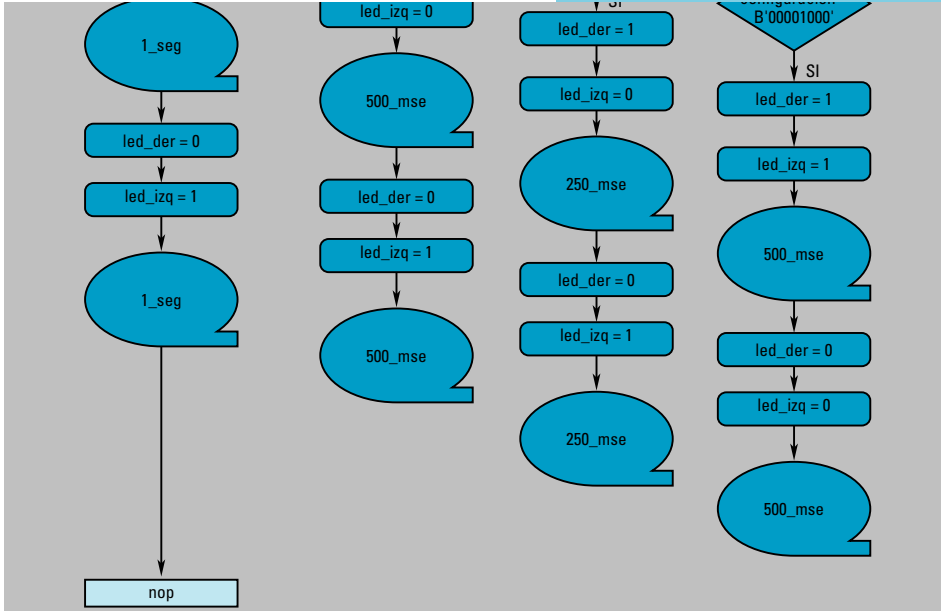 1_seg
led_der = 0
led_izq = 1
1_seg
nop
led_izq = 0
500_mse
led_der = 0
led_izq = 1
500_mse
SI
led_der = 1
led_izq = 0
250_mse
led_der = 0
led_izq = 1
250_mse
configuración
B'00001000'
SI
led_der = 1
led_izq = 1
500_mse
led_der = 0
led_izq = 0
500_mse